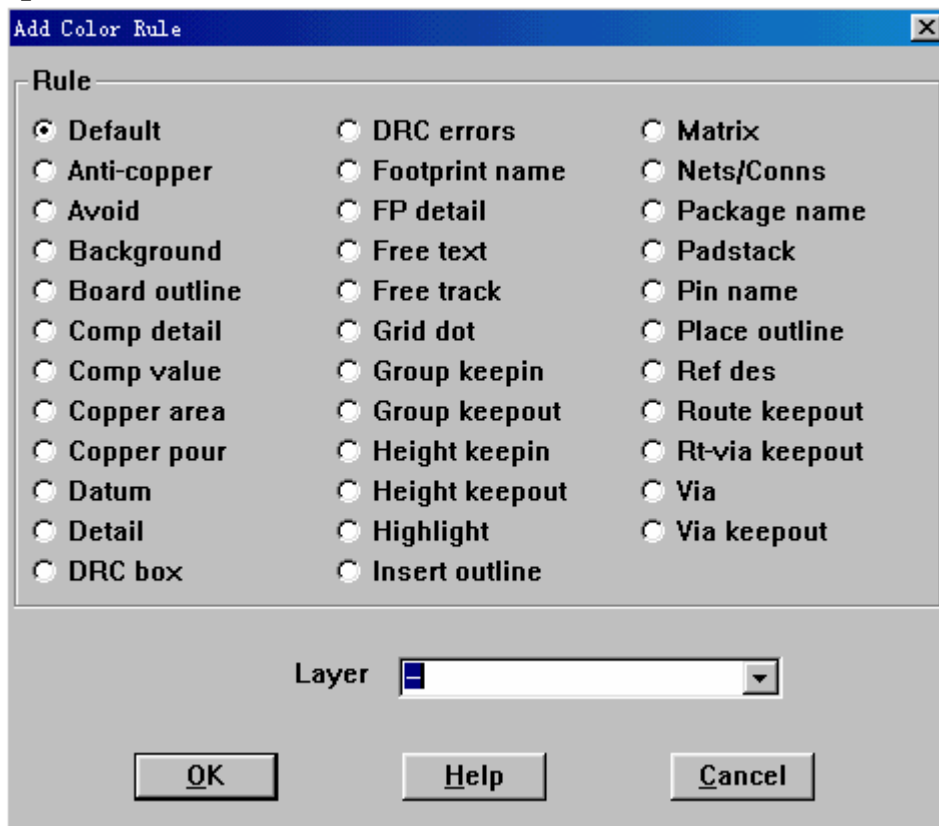 Add Color Rule
Rule
Default
Anti-copper
Avoid
Background
Board outline
Comp detail
Comp value
Copper area
Copper pour
Datum
Detail
DRC box
DRC errors
Footprint name
FP detail
Free text
Free track
Grid dot
Group keepin
Group keepout
Height keepin
Height keepout
Highlight
Insert outline
Matrix
Nets/Conns
Package name
Padstack
Pin name
Place outline
Ref des
Route keepout
Rt-via keepout
Via
Via keepout
Layer
OK
Help
Cancel